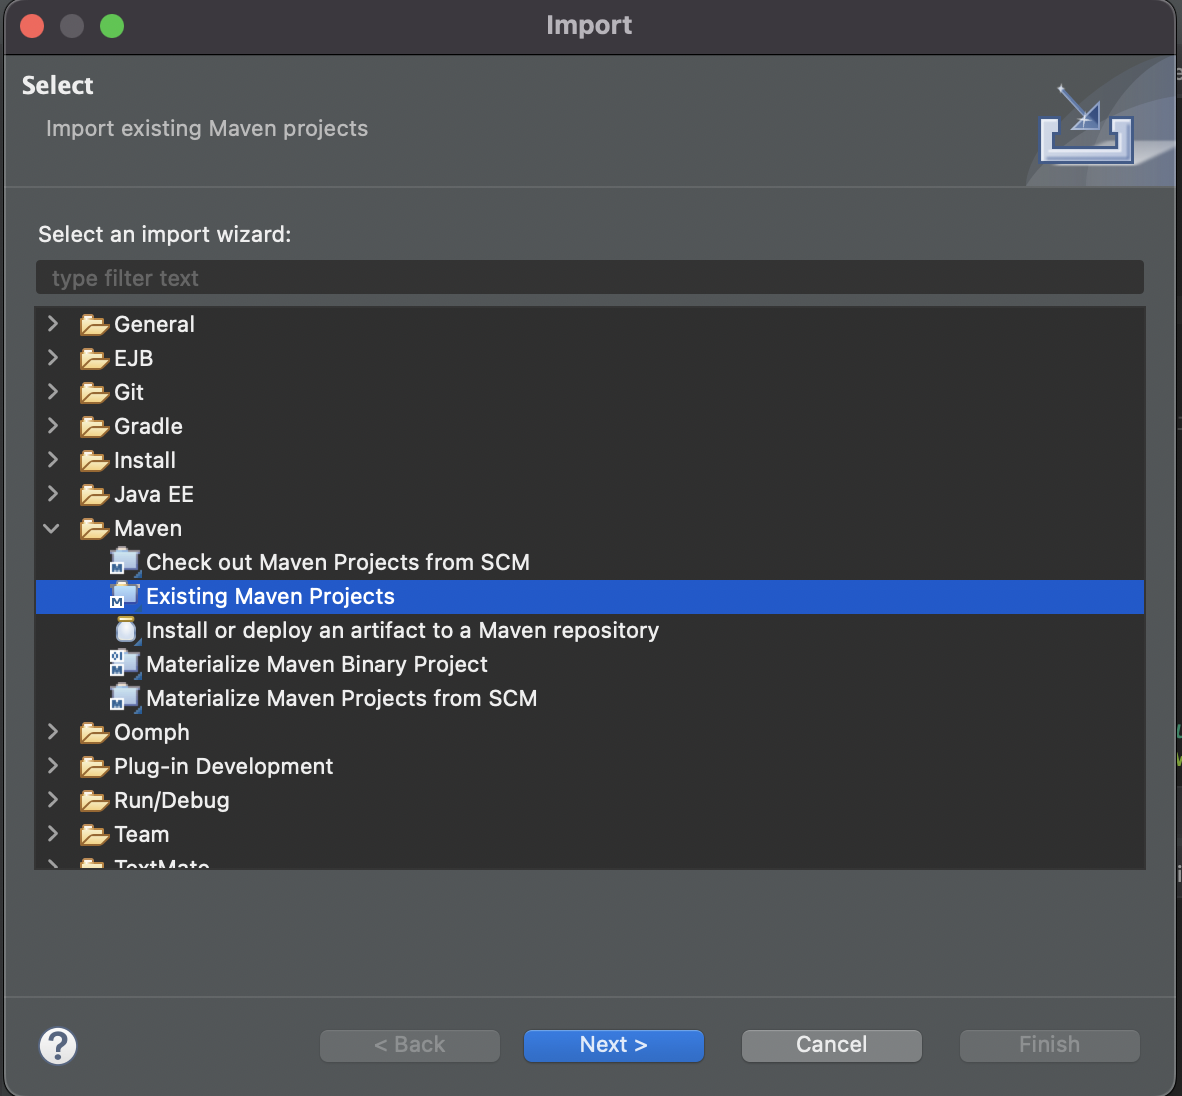 Import
Select
Import existing Maven projects
Select an import wizard:
type filter text
General
EJB
Git
Gradle
Install
Java EE
Maven
Check out Maven Projects from SCM
Existing Maven Projects
Install or deploy an artifact to a Maven repository
Materialize Maven Binary Project
Materialize Maven Projects from SCM
Oomph
Plug-in Development
Run/Debug
Team
TextMate
? < Back Next > Cancel Finish